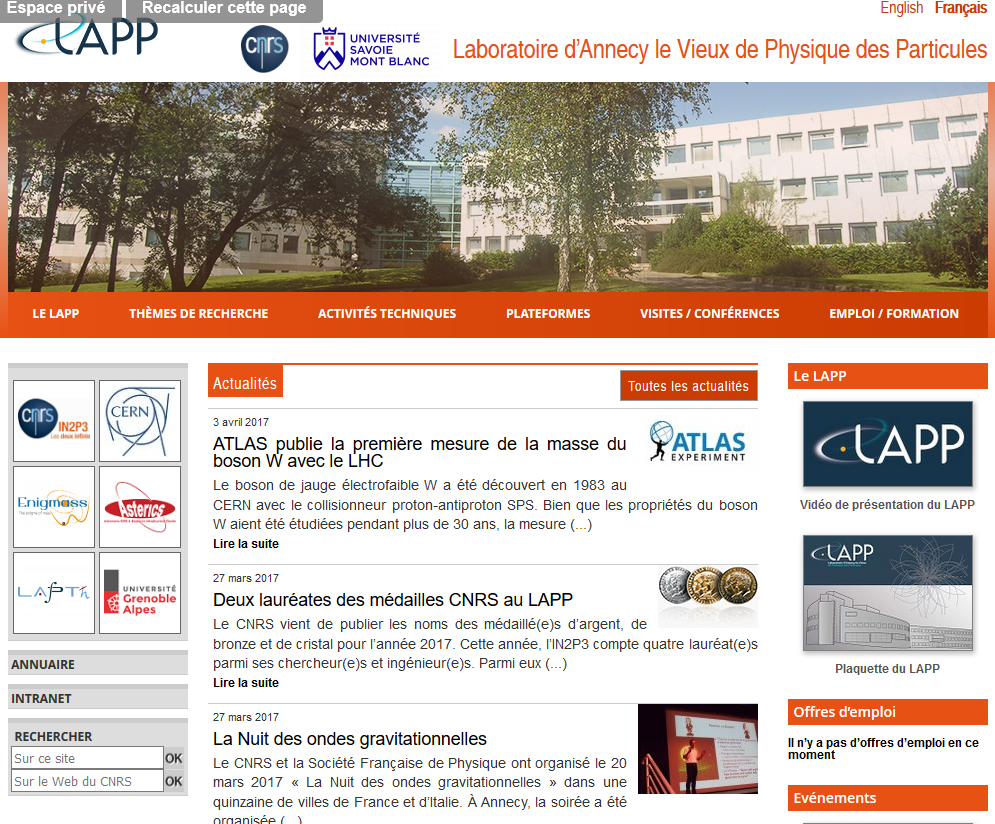 Espace privé
Recalculer cette page
English
Français
LAPP
cnrs
UNIVERSITÉ
SAVOIE
MONT BLANC
Laboratoire d’Annecy le Vieux de Physique des Particules
LE LAPP
THÈMES DE RECHERCHE
ACTIVITÉS TECHNIQUES
PLATEFORMES
VISITES / CONFÉRENCES
EMPLOI / FORMATION
cnrs
IN2P3
Les deux infinis
CERN
Enigmass
The enigma of mass
Asterics
LAPTh
UNIVERSITÉ
Grenoble
Alpes
ANNUAIRE
INTRANET
RECHERCHER
Sur ce site
OK
Sur le Web du CNRS
OK
Actualités
Toutes les actualités
3 avril 2017
ATLAS publie la première mesure de la masse du
boson W avec le LHC
ATLAS
EXPERIMENT
Le boson de jauge électrofaible W a été découvert en 1983 au
CERN avec le collisionneur proton-antiproton SPS. Bien que les propriétés du boson
W aient été étudiées pendant plus de 30 ans, la mesure (...)
Lire la suite
27 mars 2017
Deux lauréates des médailles CNRS au LAPP
Le CNRS vient de publier les noms des médaillé(e)s d’argent, de
bronze et de cristal pour l’année 2017. Cette année, l’IN2P3 compte quatre lauréat(e)s
parmi ses chercheur(e)s et ingénieur(e)s. Parmi eux (...)
Lire la suite
27 mars 2017
La Nuit des ondes gravitationnelles
Le CNRS et la Société Française de Physique ont organisé le 20
mars 2017 « La Nuit des ondes gravitationnelles » dans une
quinzaine de villes de France et d’Italie. À Annecy, la soirée a été
organisée (...)
Le LAPP
LAPP
Vidéo de présentation du LAPP
LAPP
Plaquette du LAPP
Offres d’emploi
Il n’y a pas d’offres d’emploi en ce
moment
Evénements